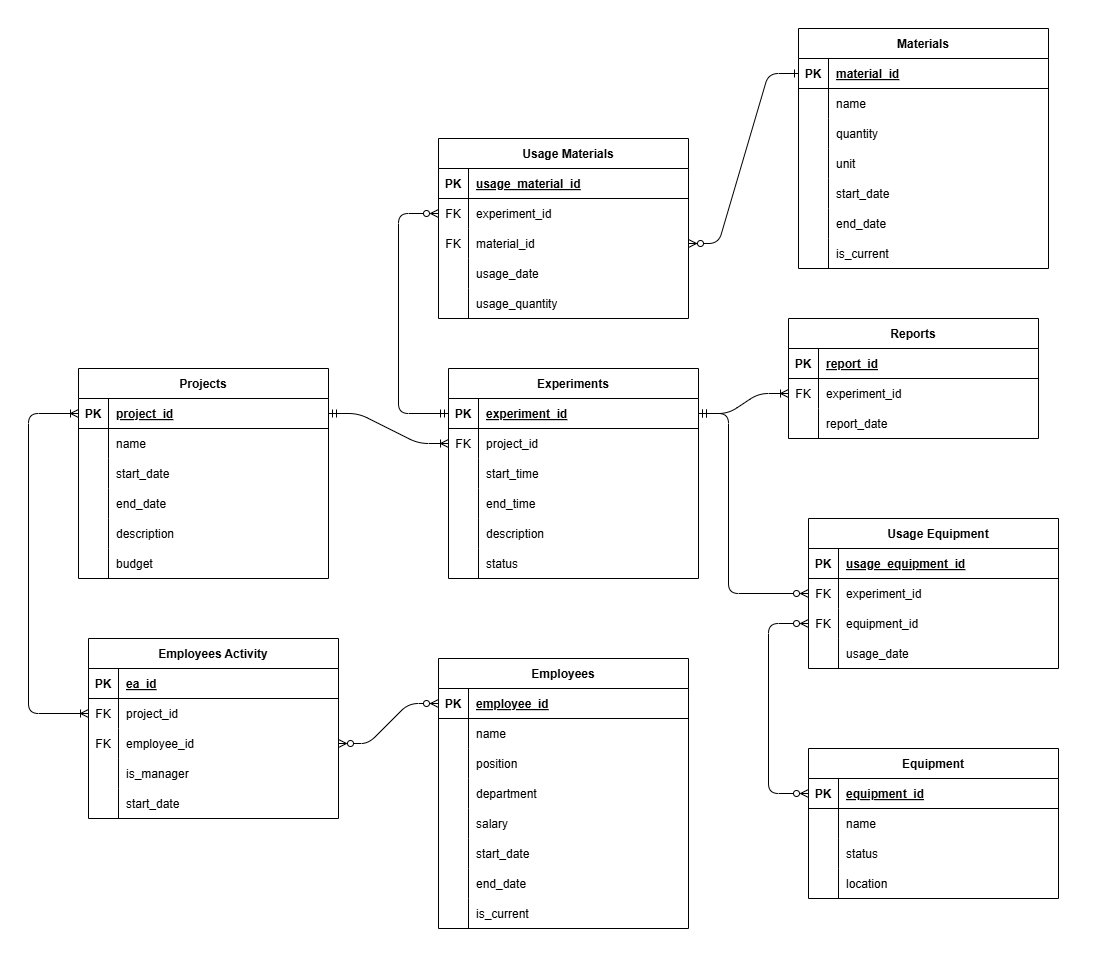 Materials
PK material_id
name
quantity
unit
start_date
end_date
is_current
Usage Materials
PK usage_material_id
FK experiment_id
FK material_id
usage_date
usage_quantity
Reports
PK report_id
FK experiment_id
report_date
Projects
PK project_id
name
start_date
end_date
description
budget
Experiments
PK experiment_id
FK project_id
start_time
end_time
description
status
Usage Equipment
PK usage_equipment_id
FK experiment_id
FK equipment_id
usage_date
Employees Activity
PK ea_id
FK project_id
FK employee_id
is_manager
start_date
Employees
PK employee_id
name
position
department
salary
start_date
end_date
is_current
Equipment
PK equipment_id
name
status
location